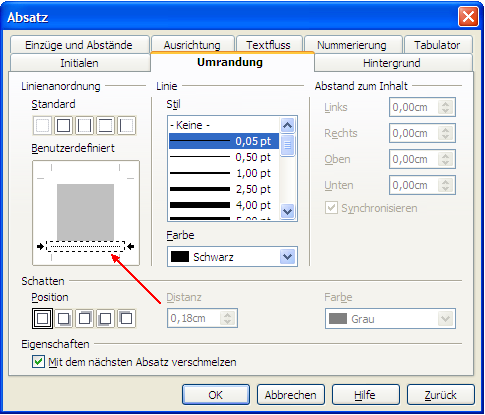 Absatz
Einzüge und Abstände
Ausrichtung
Textfluss
Nummerierung
Tabulator
Initialen
Umrandung
Hintergrund
Linienanordnung
Standard
Benutzerdefiniert
Linie
Stil
- Keine -
0,05 pt
0,50 pt
1,00 pt
2,50 pt
4,00 pt
5,00 pt
Farbe
Schwarz
Abstand zum Inhalt
Links 0,00cm
Rechts 0,00cm
Oben 0,00cm
Unten 0,00cm
Synchronisieren
Schatten
Position
Distanz
0,18cm
Farbe
Grau
Eigenschaften
Mit dem nächsten Absatz verschmelzen
OK
Abbrechen
Hilfe
Zurück